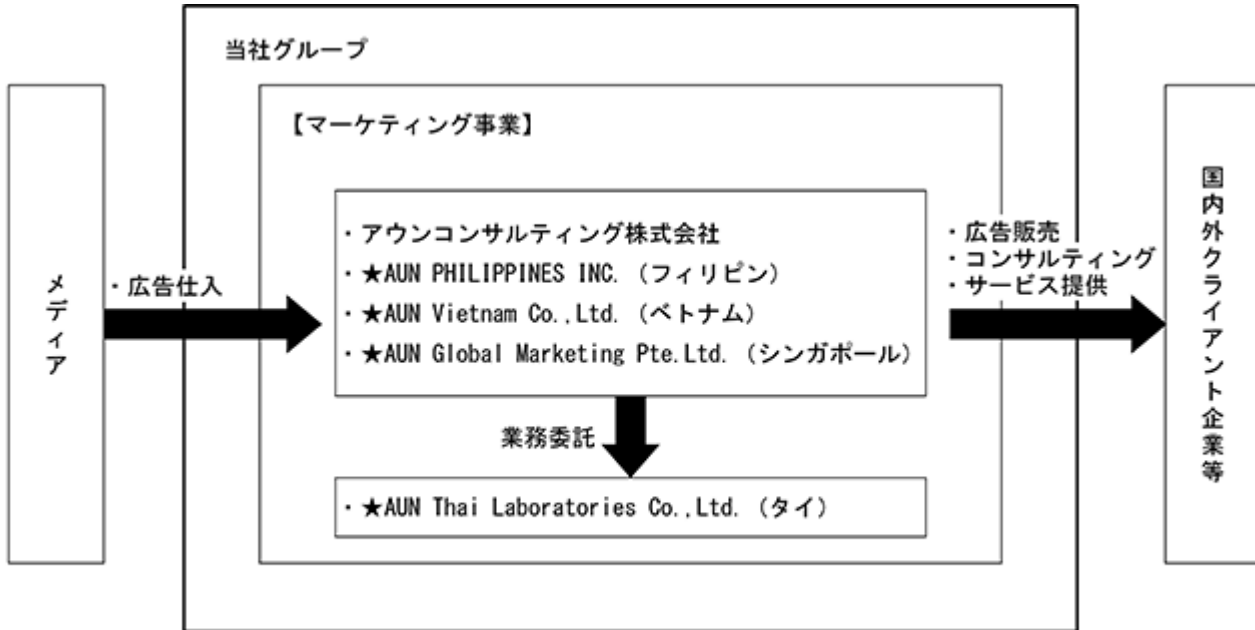 当社グループ
【マーケティング事業】
メディア
・広告仕入
・アウンコンサルティング株式会社
・★AUN PHILIPPINES INC. (フィリピン)
・★AUN Vietnam Co.,Ltd. (ベトナム)
・★AUN Global Marketing Pte.Ltd. (シンガポール)
業務委託
・★AUN Thai Laboratories Co.,Ltd. (タイ)
・広告販売
・コンサルティング
・サービス提供
国内外クライアント企業等